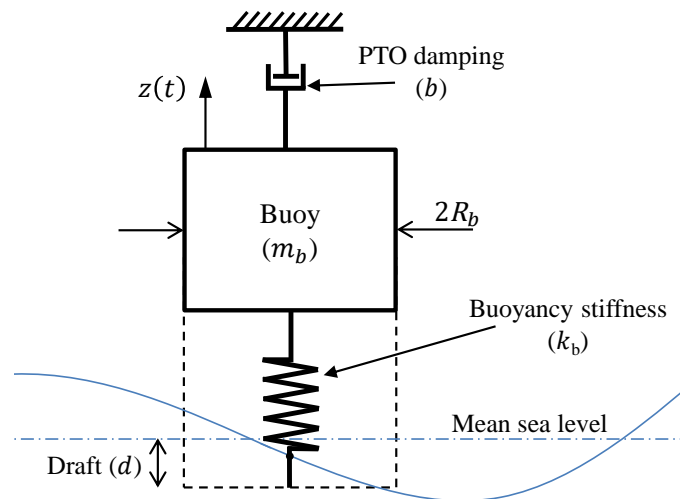 PTO damping
(b)
z(t)
Buoy
(m_b)
2R_b
Buoyancy stiffness
(k_b)
Mean sea level
Draft (d)